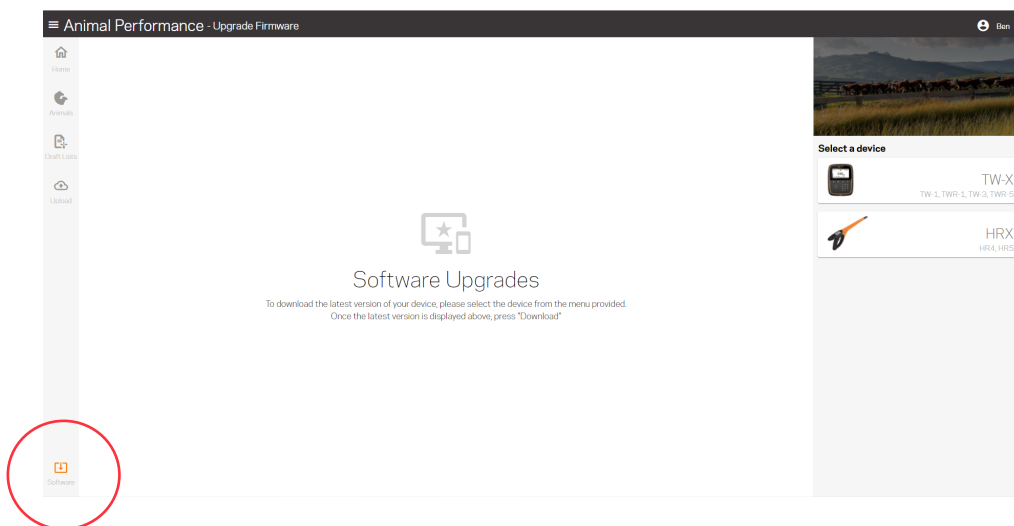 Animal Performance - Upgrade Firmware
Ben
Home
Animals
Draft Lists
Upload
Software
Software Upgrades
To download the latest version of your device, please select the device from the menu provided.
Once the latest version is displayed above, press "Download"
Select a device
TW-X
TW-1, TWR-1, TW-3, TWR-5
HRX
HR4, HR5